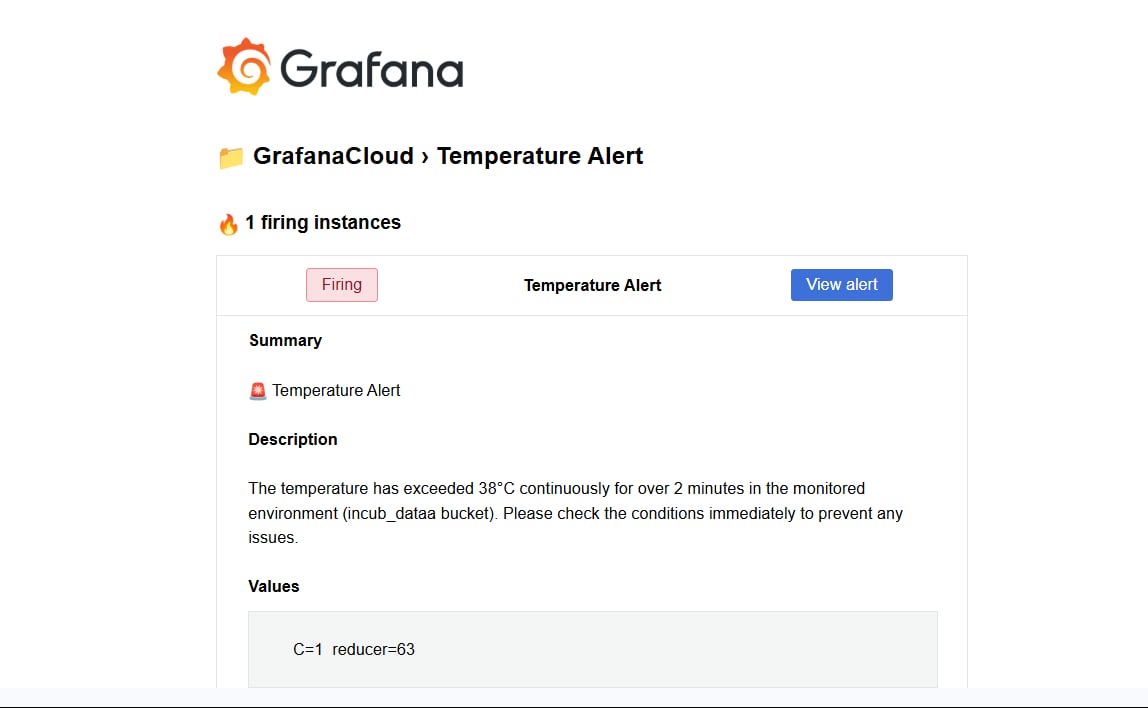 Grafana
GrafanaCloud › Temperature Alert
1 firing instances
Firing Temperature Alert View alert
Summary
Temperature Alert
Description
The temperature has exceeded 38°C continuously for over 2 minutes in the monitored
environment (incub_dataa bucket). Please check the conditions immediately to prevent any
issues.
Values
C=1 reducer=63